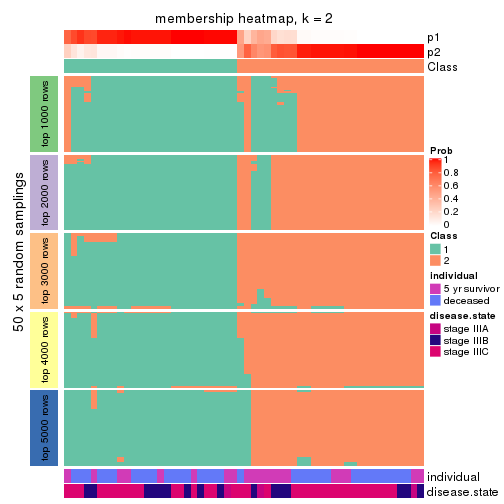 membership heatmap, k = 2
p1
p2
Class
50 x 5 random samplings
top 1000 rows
top 2000 rows
top 3000 rows
top 4000 rows
top 5000 rows
Prob
1
0.8
0.6
0.4
0.2
0
Class
1
2
individual
5 yr survivor
deceased
disease.state
stage IIIA
stage IIIB
stage IIIC
individual
disease.state